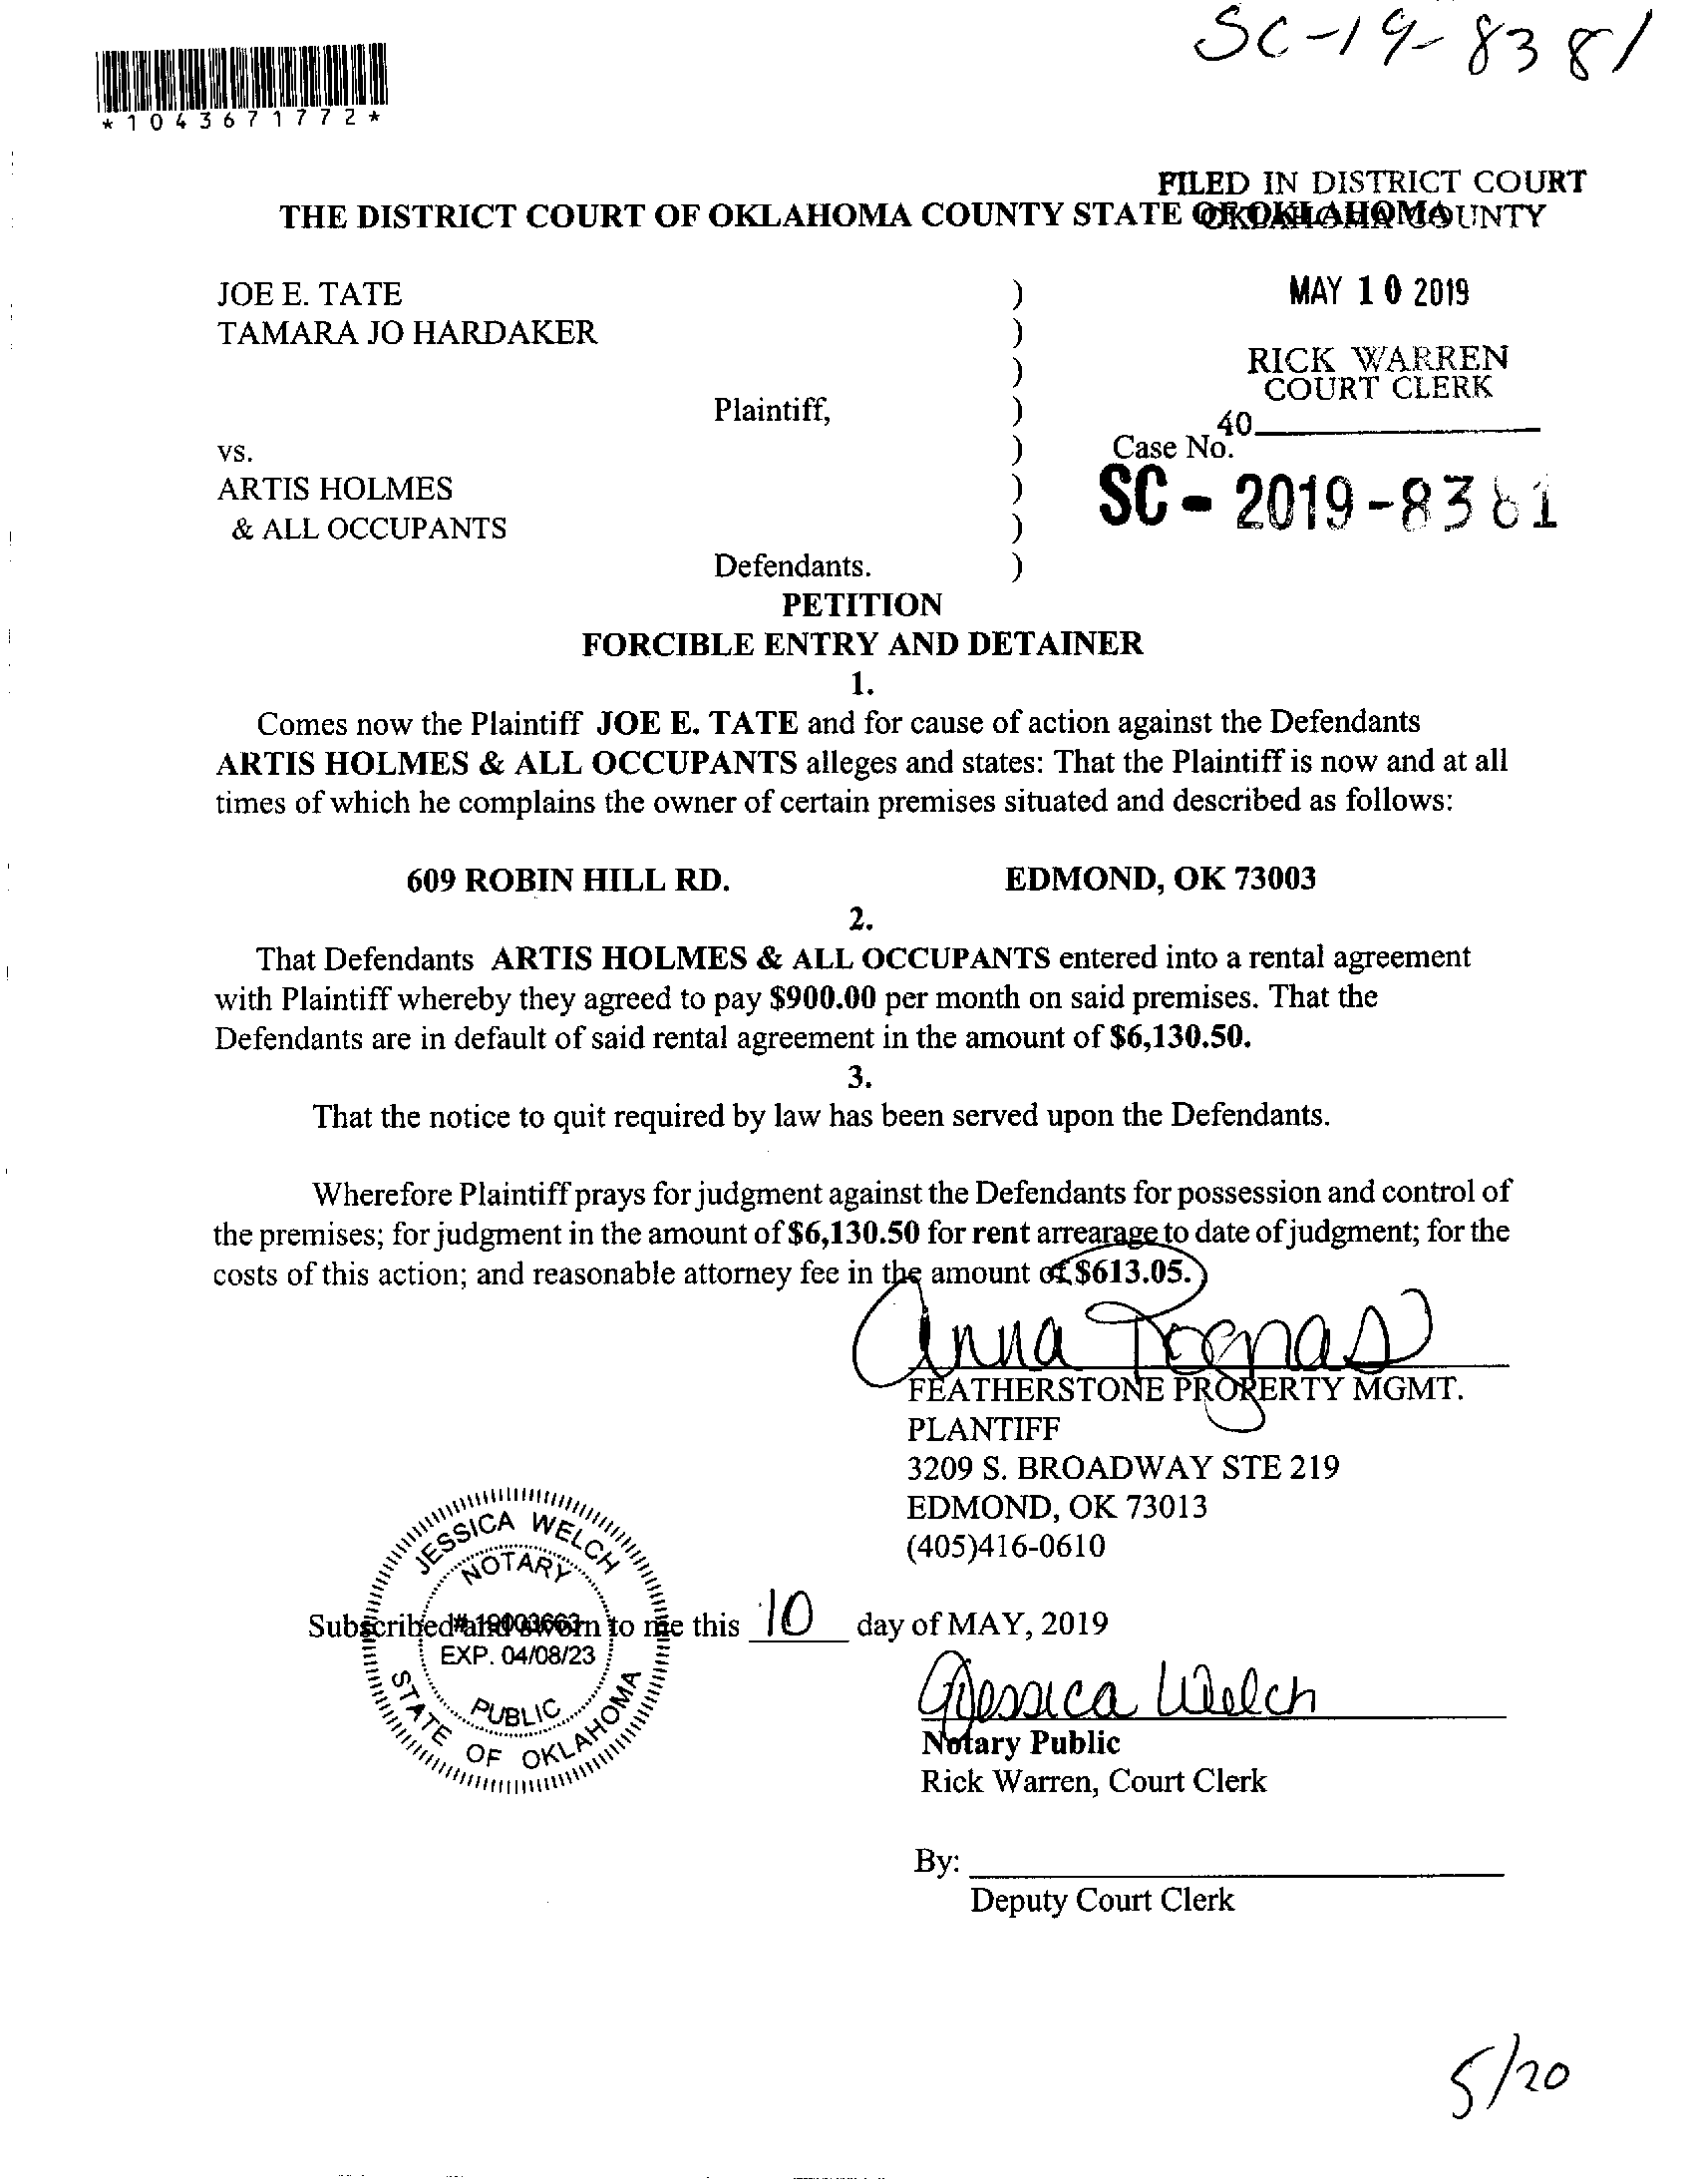 SC-19-8381
*1043671772*
FILED IN DISTRICT COURT
THE DISTRICT COURT OF OKLAHOMA COUNTY STATE OF OKLAHOMA
OKLAHOMA COUNTY
JOE E. TATE )
MAY 10 2019
TAMARA JO HARDAKER )
)
RICK WARREN
COURT CLERK
Plaintiff, )
40
vs. )
Case No.
ARTIS HOLMES )
SC - 2019 -8381
& ALL OCCUPANTS )
Defendants. )
PETITION
FORCIBLE ENTRY AND DETAINER
1.
Comes now the Plaintiff JOE E. TATE and for cause of action against the Defendants
ARTIS HOLMES & ALL OCCUPANTS alleges and states: That the Plaintiff is now and at all
times of which he complains the owner of certain premises situated and described as follows:
609 ROBIN HILL RD. EDMOND, OK 73003
2.
That Defendants ARTIS HOLMES & ALL OCCUPANTS entered into a rental agreement
with Plaintiff whereby they agreed to pay $900.00 per month on said premises. That the
Defendants are in default of said rental agreement in the amount of $6,130.50.
3.
That the notice to quit required by law has been served upon the Defendants.
Wherefore Plaintiff prays for judgment against the Defendants for possession and control of
the premises; for judgment in the amount of $6,130.50 for rent arrearage to date of judgment; for the
costs of this action; and reasonable attorney fee in the amount of $613.05.
Anna
FEATHERSTONE PROPERTY MGMT.
PLANTIFF
3209 S. BROADWAY STE 219
EDMOND, OK 73013
(405)416-0610
JESSICA WELCH
NOTARY
# 19003663
EXP. 04/08/23
PUBLIC
STATE OF OKLAHOMA
Subscribed and sworn to me this 10 day of MAY, 2019
Jessica Welch
Notary Public
Rick Warren, Court Clerk
By:
Deputy Court Clerk
5/20